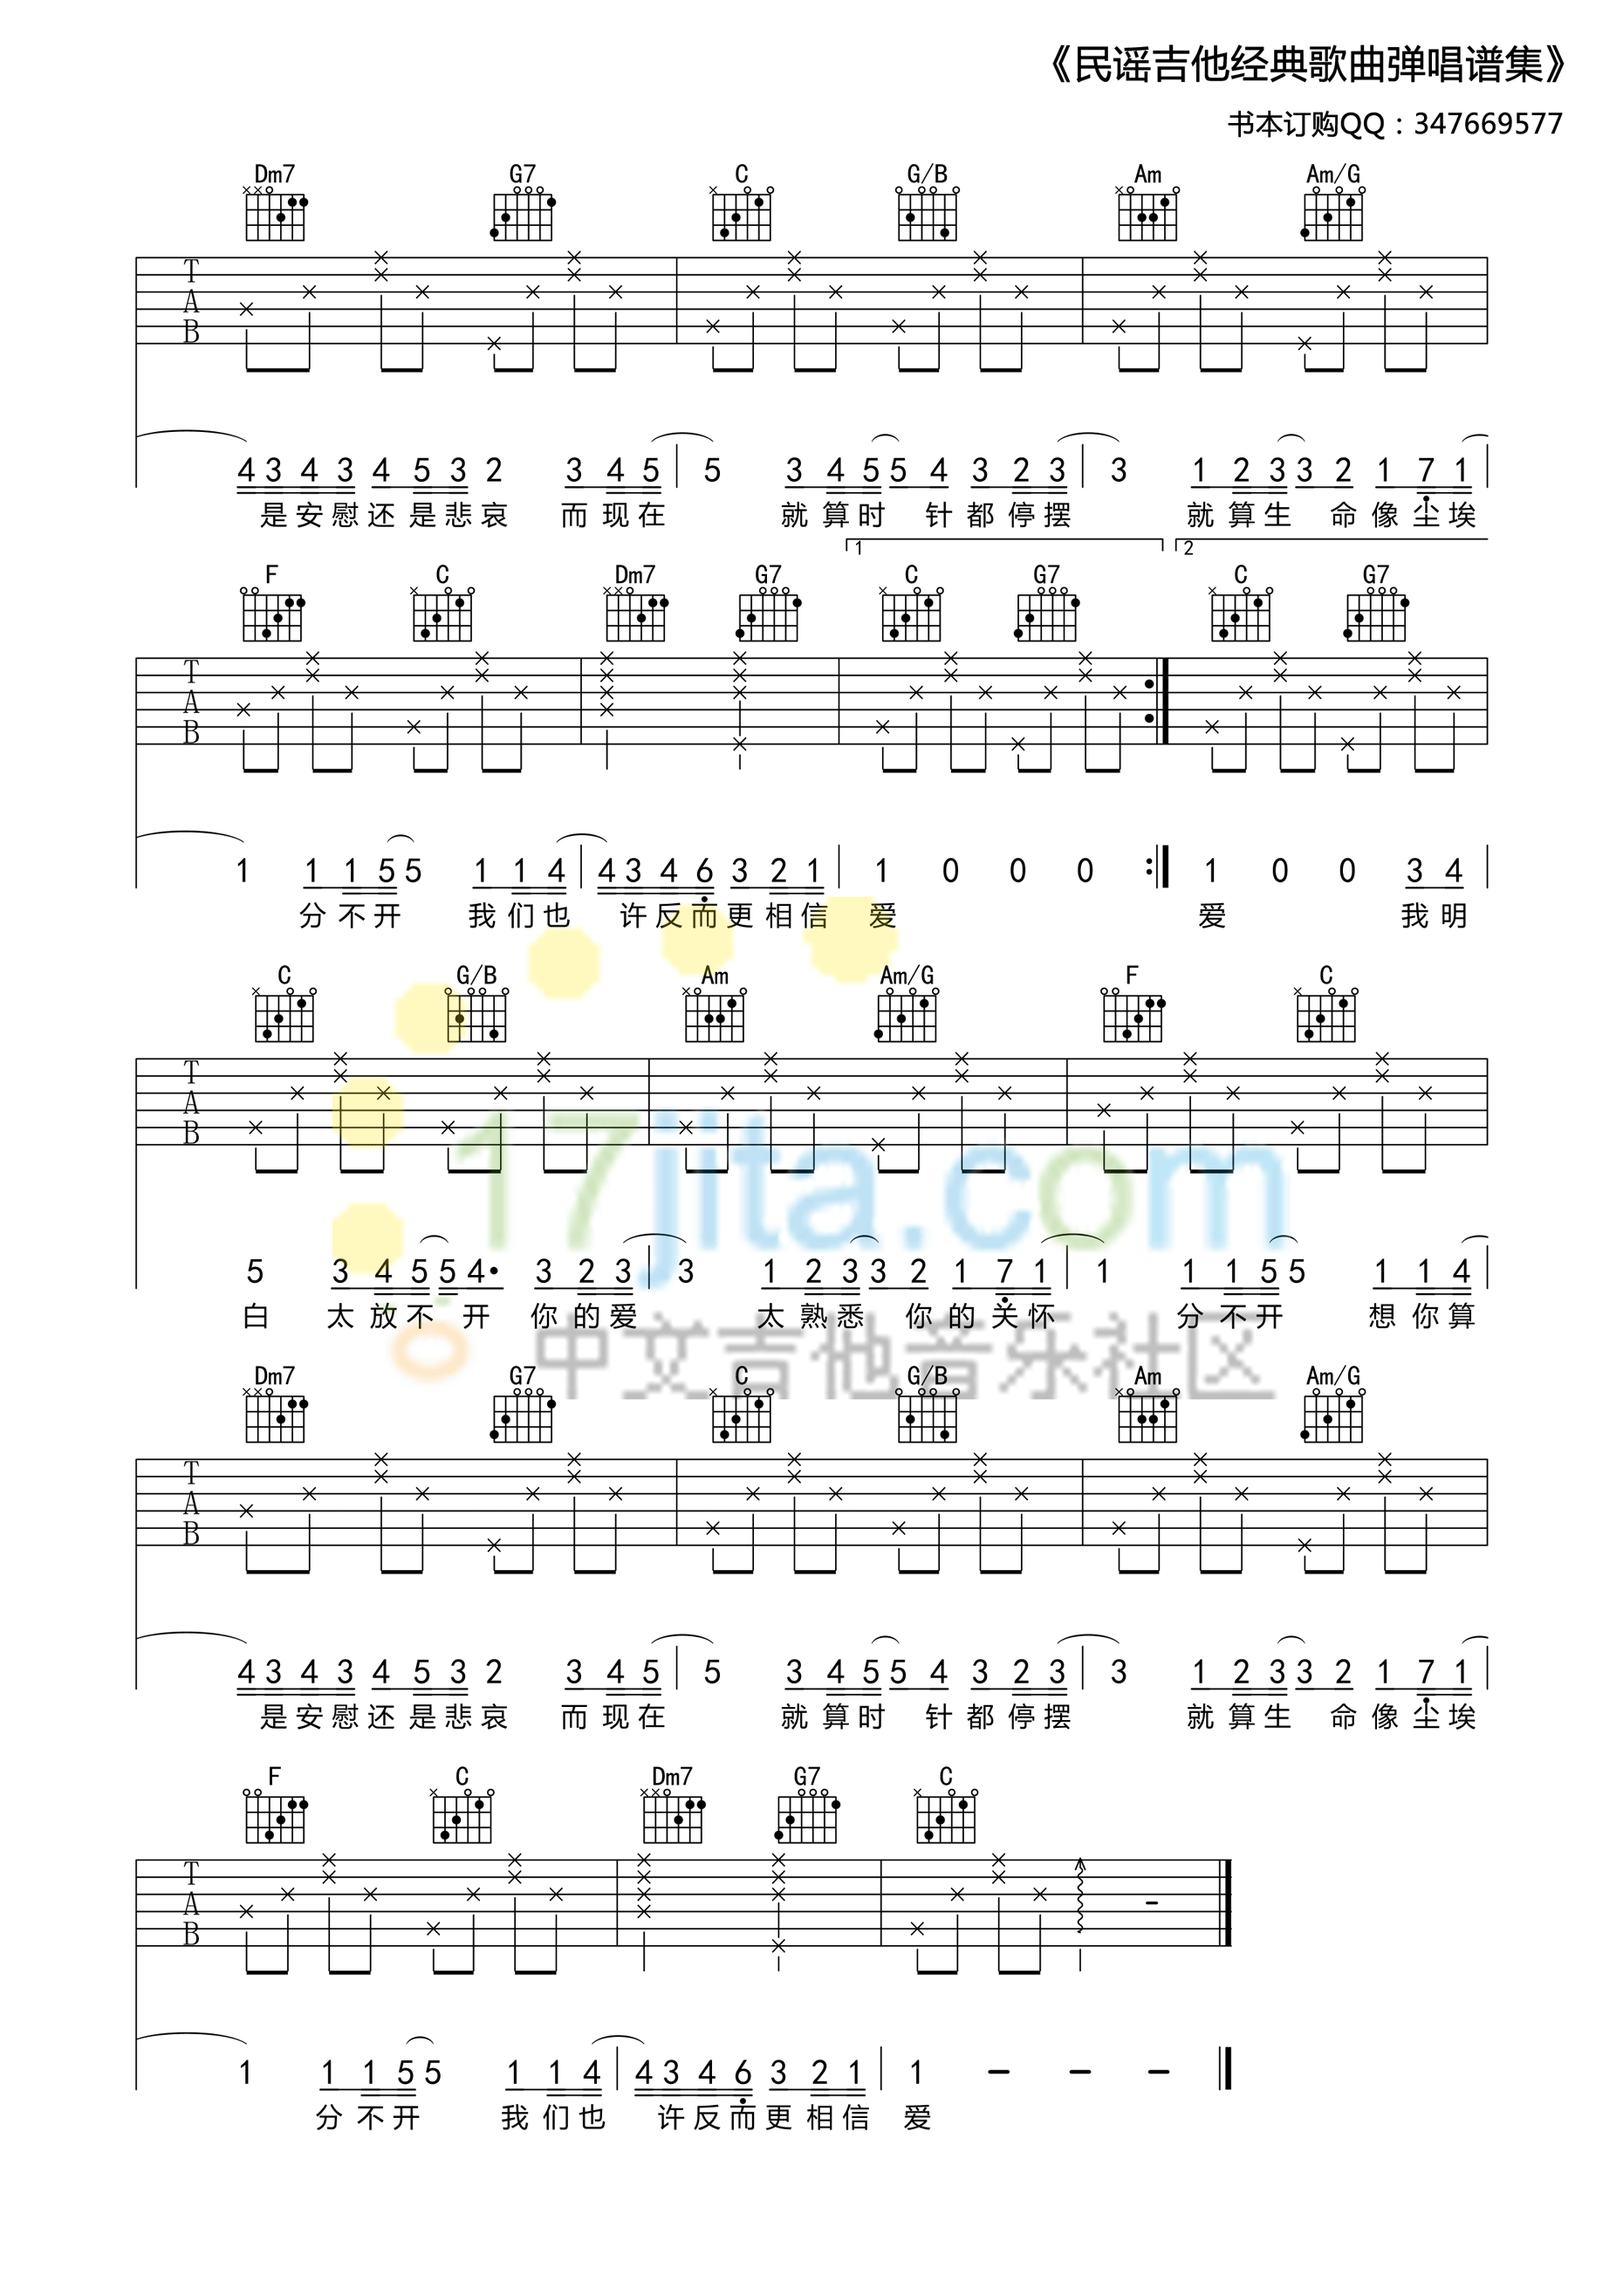 《民谣吉他经典歌曲弹唱谱集》
书本订购QQ：347669577
Dm7 G7 C G/B Am Am/G
T
A
B
4 3 4 3 4 5 3 2 3 4 5 | 5 3 4 5 5 4 3 2 3 | 3 1 2 3 3 2 1 7 1 |
是安慰还是悲哀 而现在 就算时 针都停摆 就算生 命像尘埃
1 2
F C Dm7 G7 C G7 C G7
T
A
B
1 1 1 5 5 1 1 4 | 4 3 4 6 3 2 1 | 1 0 0 0 :| 1 0 0 3 4 |
分不开 我们也 许反而更相信 爱 爱 我明
C G/B Am Am/G F C
T
A
B
17jita.com
5 3 4 5 5 4· 3 2 3 | 3 1 2 3 3 2 1 7 1 | 1 1 1 5 5 1 1 4 |
白 太放不 开 你的爱 太熟悉 你的关怀 分不开 想你算
中文吉他音乐社区
Dm7 G7 C G/B Am Am/G
T
A
B
4 3 4 3 4 5 3 2 3 4 5 | 5 3 4 5 5 4 3 2 3 | 3 1 2 3 3 2 1 7 1 |
是安慰还是悲哀 而现在 就算时 针都停摆 就算生 命像尘埃
F C Dm7 G7 C
T
A
B
1 1 1 5 5 1 1 4 | 4 3 4 6 3 2 1 | 1 - - - ‖
分不开 我们也 许反而更相信 爱